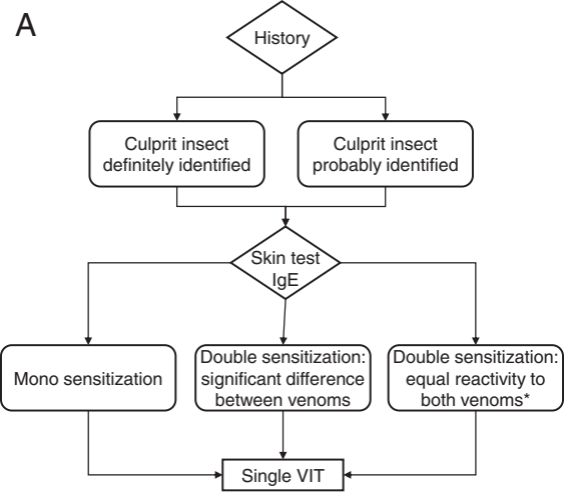 A
History
Culprit insect
definitely identified
Culprit insect
probably identified
Skin test
IgE
Mono sensitization
Double sensitization:
significant difference
between venoms
Double sensitization:
equal reactivity to
both venoms*
Single VIT